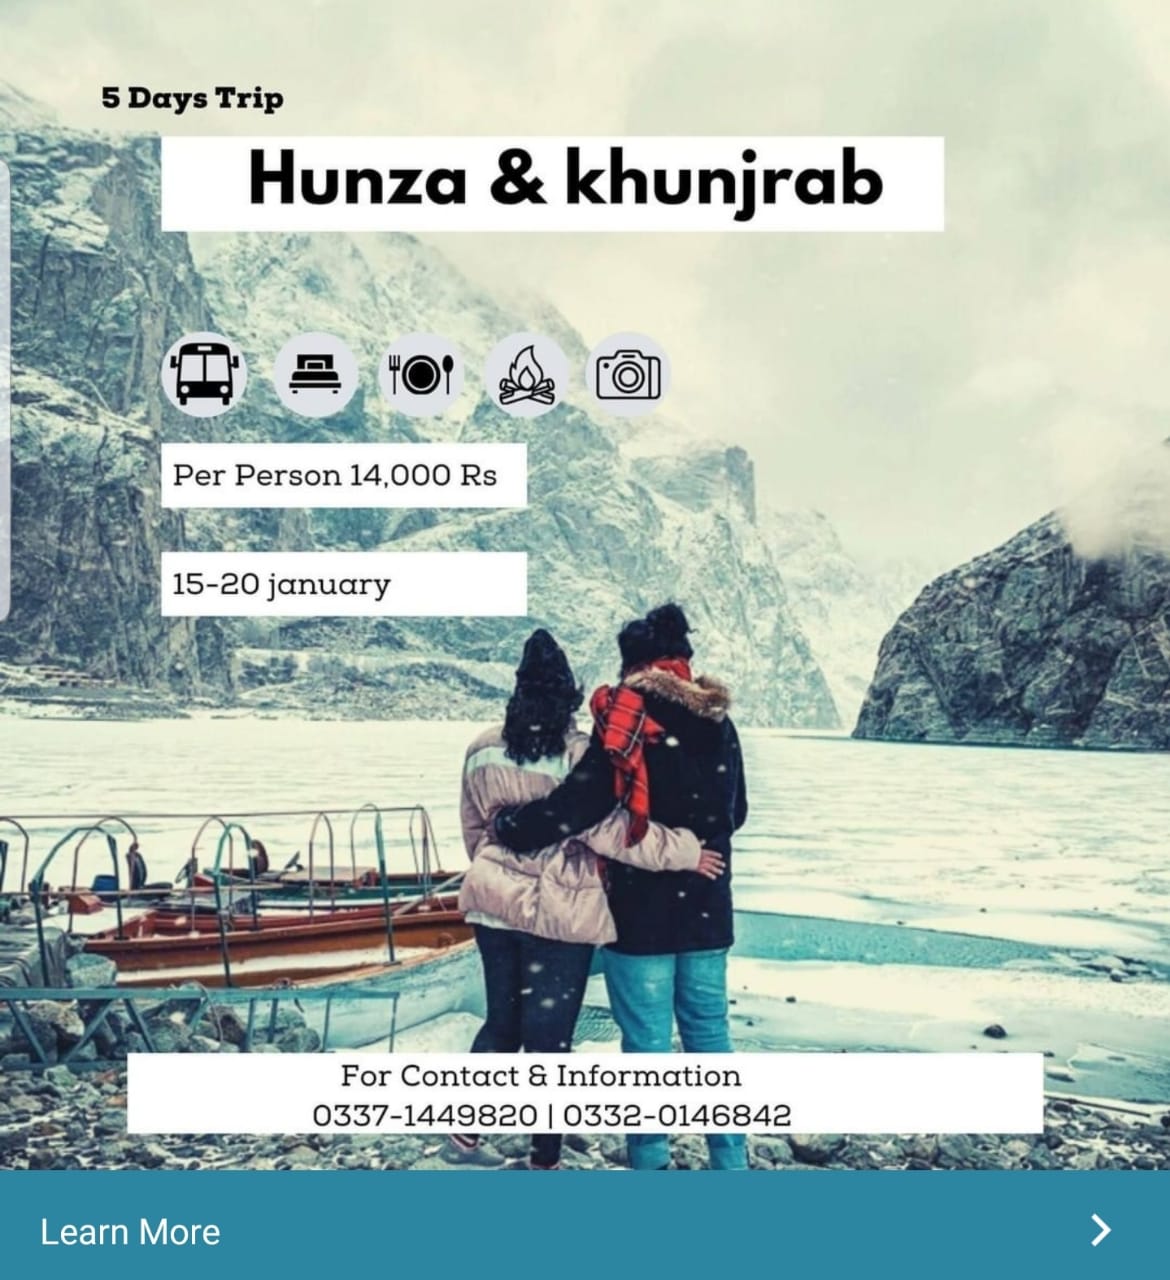 5 Days Trip
Hunza & khunjrab
Per Person 14,000 Rs
15-20 january
For Contact & Information
0337-1449820 | 0332-0146842
Learn More